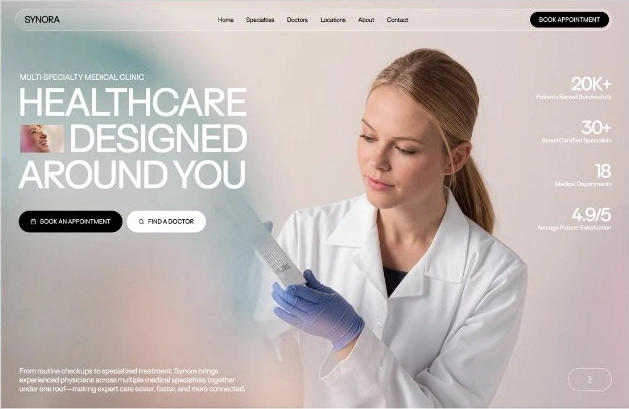 SYNORA
Home Specialties Doctors Locations About Contact
BOOK APPOINTMENT
MULTI-SPECIALTY MEDICAL CLINIC
HEALTHCARE
DESIGNED
AROUND YOU
BOOK AN APPOINTMENT
FIND A DOCTOR
20K+
Patients Served Successfully
30+
Board-Certified Specialists
18
Medical Departments
4.9/5
Average Patient Satisfaction
From routine checkups to specialized treatment, Synora brings
experienced physicians across multiple medical specialties together
under one roof—making expert care easier, faster, and more connected.